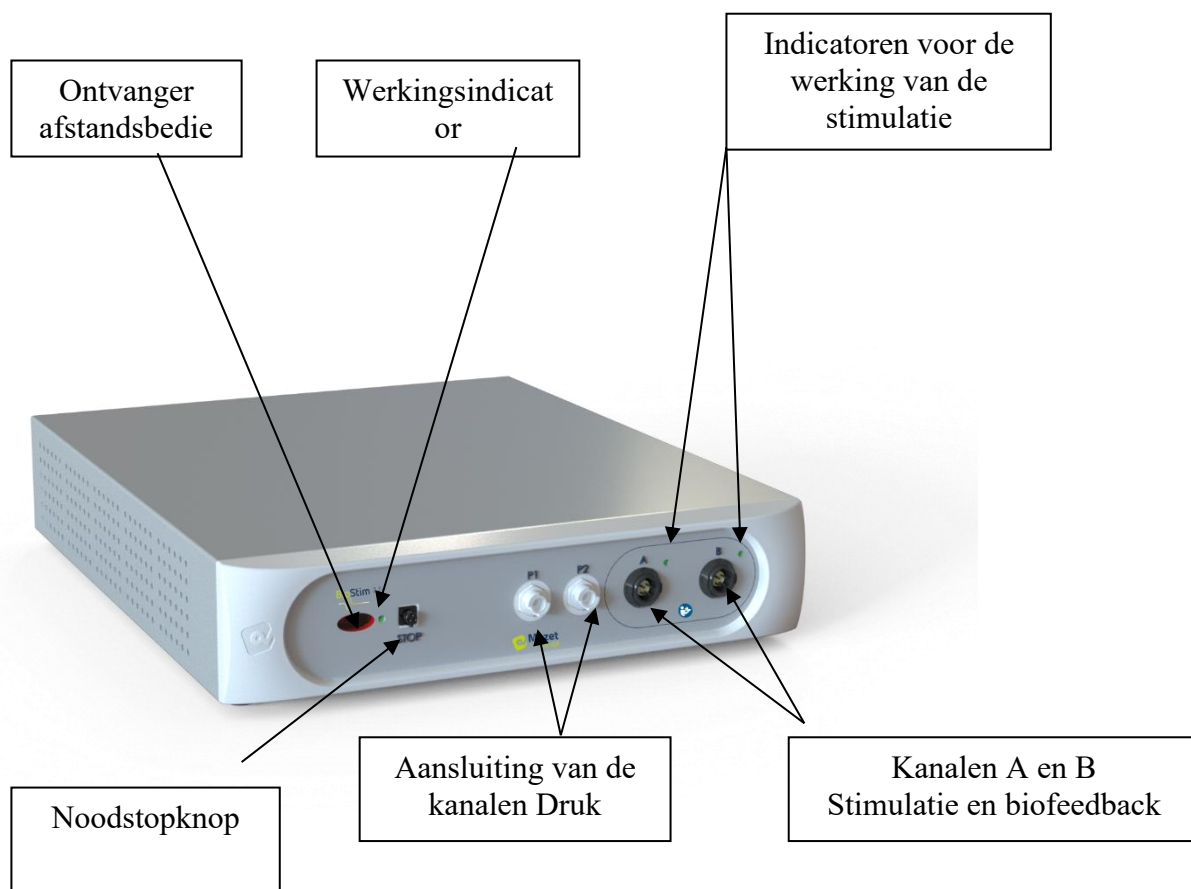 Ontvanger
afstandsbedie
Werkingsindicat
or
Indicatoren voor de
werking van de
stimulatie
A
B
P1
P2
Stim
STOP
Noodstopknop
Aansluiting van de
kanalen Druk
Kanalen A en B
Stimulatie en biofeedback